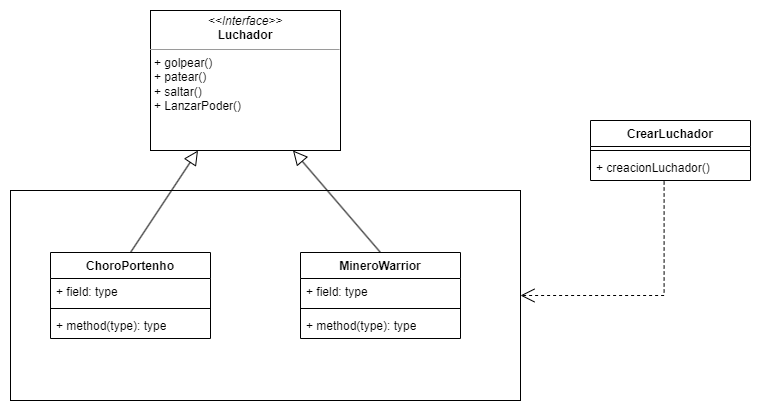 <<Interface>>
Luchador
+ golpear()
+ patear()
+ saltar()
+ LanzarPoder()
CrearLuchador
+ creacionLuchador()
ChoroPortenho
+ field: type
+ method(type): type
MineroWarrior
+ field: type
+ method(type): type